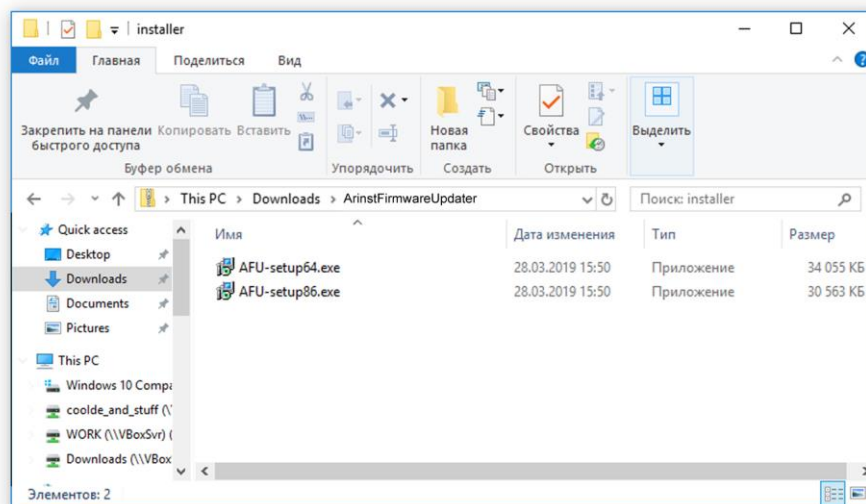 installer
Файл Главная Поделиться Вид
Закрепить на панели быстрого доступа
Копировать
Вставить
Новая папка
Свойства
Выделить
Буфер обмена Упорядочить Создать Открыть
This PC > Downloads > ArinstFirmwareUpdater
Поиск: installer
Quick access
Desktop
Downloads
Documents
Pictures
This PC
Windows 10 Compa
coolde_and_stuff (\\
WORK (\\VBoxSvr) (
Downloads (\\VBox
Имя Дата изменения Тип Размер
AFU-setup64.exe 28.03.2019 15:50 Приложение 34 055 КБ
AFU-setup86.exe 28.03.2019 15:50 Приложение 30 563 КБ
Элементов: 2